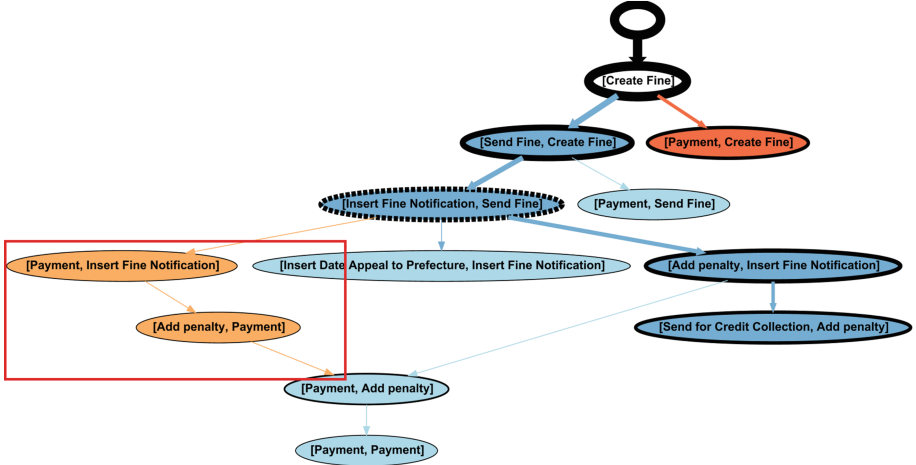 [Create Fine]
[Send Fine, Create Fine]
[Payment, Create Fine]
[Insert Fine Notification, Send Fine]
[Payment, Send Fine]
[Payment, Insert Fine Notification]
[Insert Date Appeal to Prefecture, Insert Fine Notification]
[Add penalty, Insert Fine Notification]
[Add penalty, Payment]
[Send for Credit Collection, Add penalty]
[Payment, Add penalty]
[Payment, Payment]